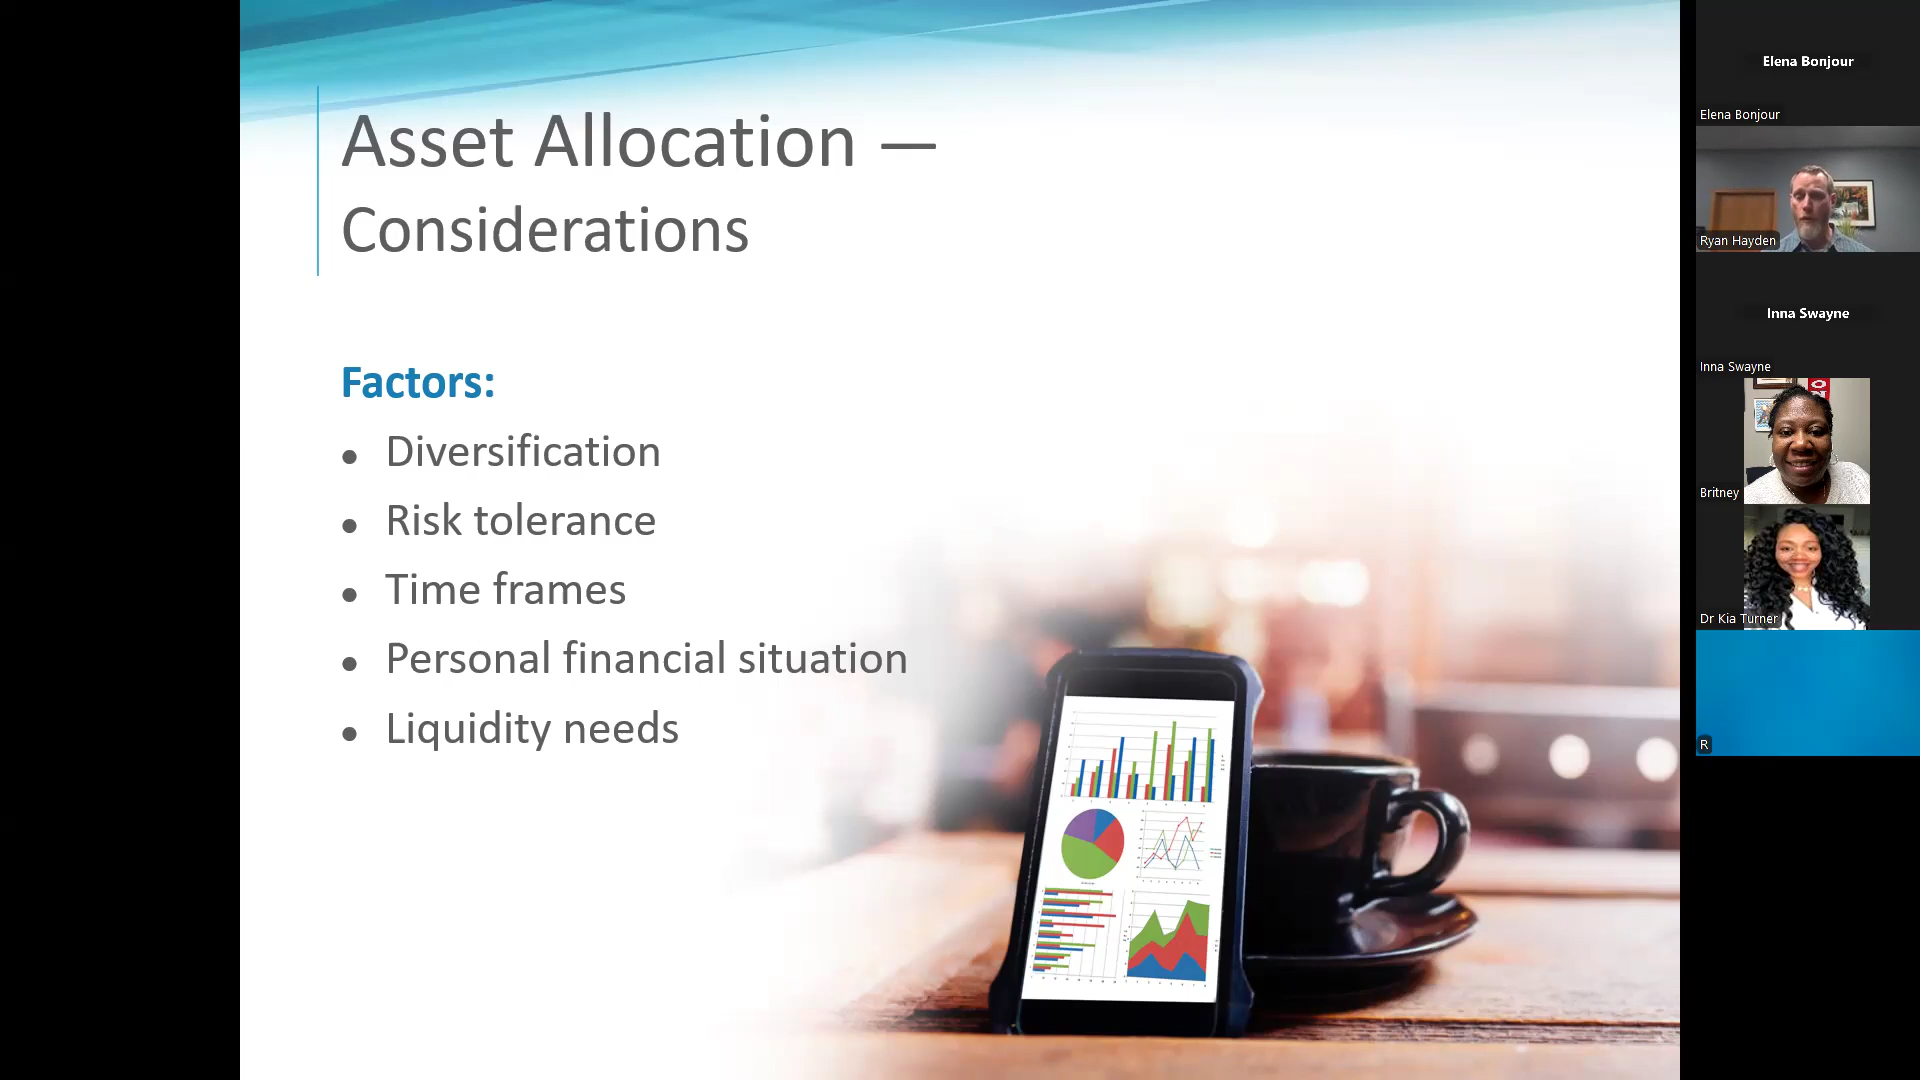 Asset Allocation —
Considerations
Factors:
• Diversification
• Risk tolerance
• Time frames
• Personal financial situation
• Liquidity needs
Elena Bonjour
Elena Bonjour
Ryan Hayden
Inna Swayne
Inna Swayne
Britney
Dr Kia Turner
R